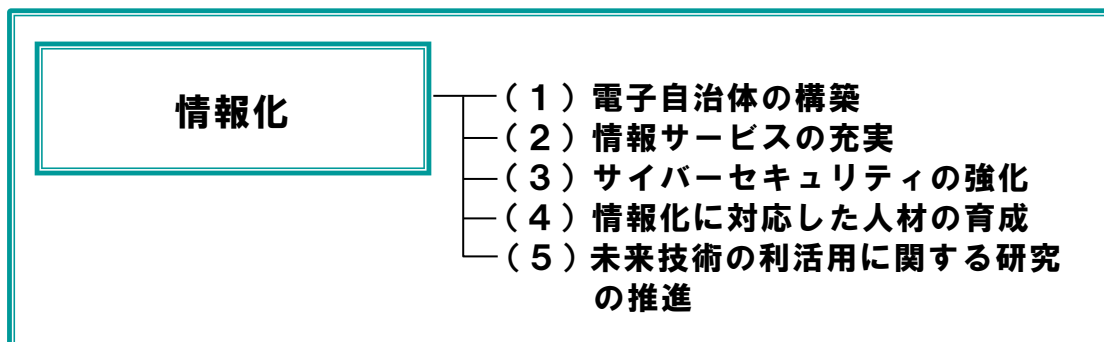 情報化
（１）電子自治体の構築
（２）情報サービスの充実
（３）サイバーセキュリティの強化
（４）情報化に対応した人材の育成
（５）未来技術の利活用に関する研究
の推進